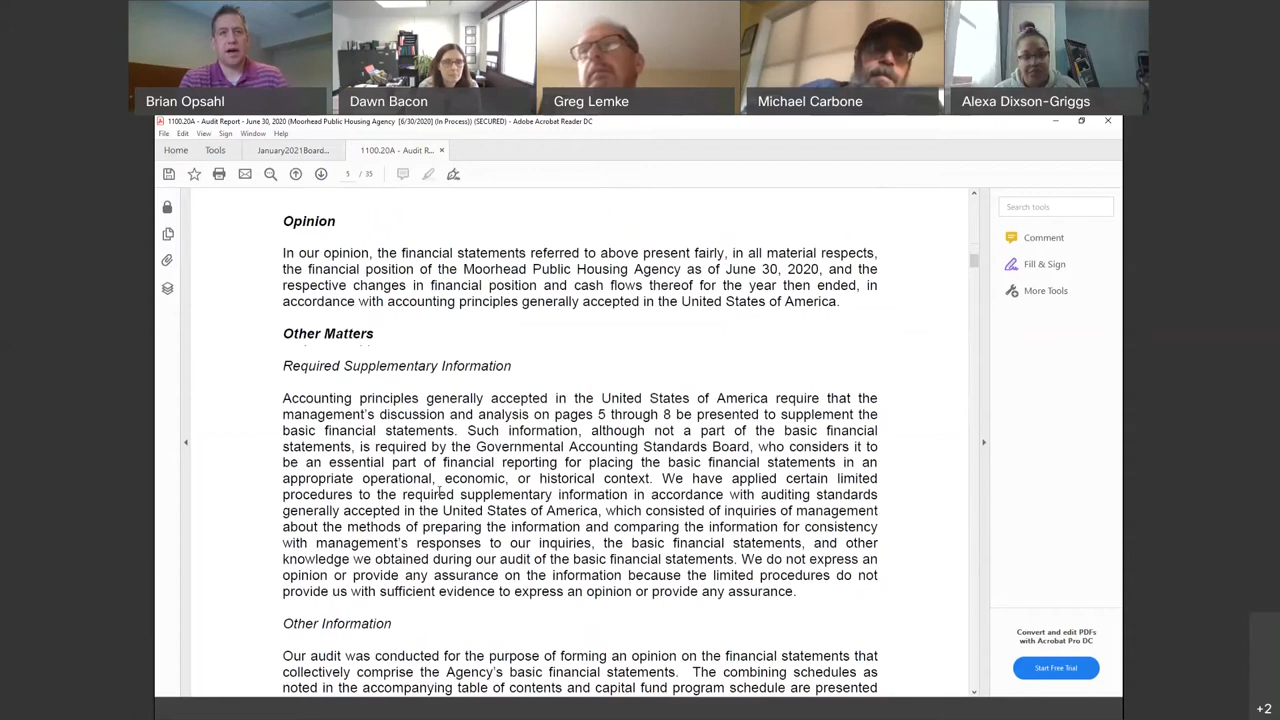 Brian Opsahl
Dawn Bacon
Greg Lemke
Michael Carbone
Alexa Dixson-Griggs
1100.20A - Audit Report - June 30, 2020 (Moorhead Public Housing Agency [6/30/2020] (In Process)) (SECURED) - Adobe Acrobat Reader DC
File Edit View Sign Window Help
Home Tools January2021Board... 1100.20A - Audit R... ×
5 / 35
Search tools
Comment
Fill & Sign
More Tools
Opinion
In our opinion, the financial statements referred to above present fairly, in all material respects,
the financial position of the Moorhead Public Housing Agency as of June 30, 2020, and the
respective changes in financial position and cash flows thereof for the year then ended, in
accordance with accounting principles generally accepted in the United States of America.
Other Matters
Required Supplementary Information
Accounting principles generally accepted in the United States of America require that the
management's discussion and analysis on pages 5 through 8 be presented to supplement the
basic financial statements. Such information, although not a part of the basic financial
statements, is required by the Governmental Accounting Standards Board, who considers it to
be an essential part of financial reporting for placing the basic financial statements in an
appropriate operational, economic, or historical context. We have applied certain limited
procedures to the required supplementary information in accordance with auditing standards
generally accepted in the United States of America, which consisted of inquiries of management
about the methods of preparing the information and comparing the information for consistency
with management's responses to our inquiries, the basic financial statements, and other
knowledge we obtained during our audit of the basic financial statements. We do not express an
opinion or provide any assurance on the information because the limited procedures do not
provide us with sufficient evidence to express an opinion or provide any assurance.
Other Information
Our audit was conducted for the purpose of forming an opinion on the financial statements that
collectively comprise the Agency's basic financial statements. The combining schedules as
noted in the accompanying table of contents and capital fund program schedule are presented
Convert and edit PDFs
with Acrobat Pro DC
Start Free Trial
+2